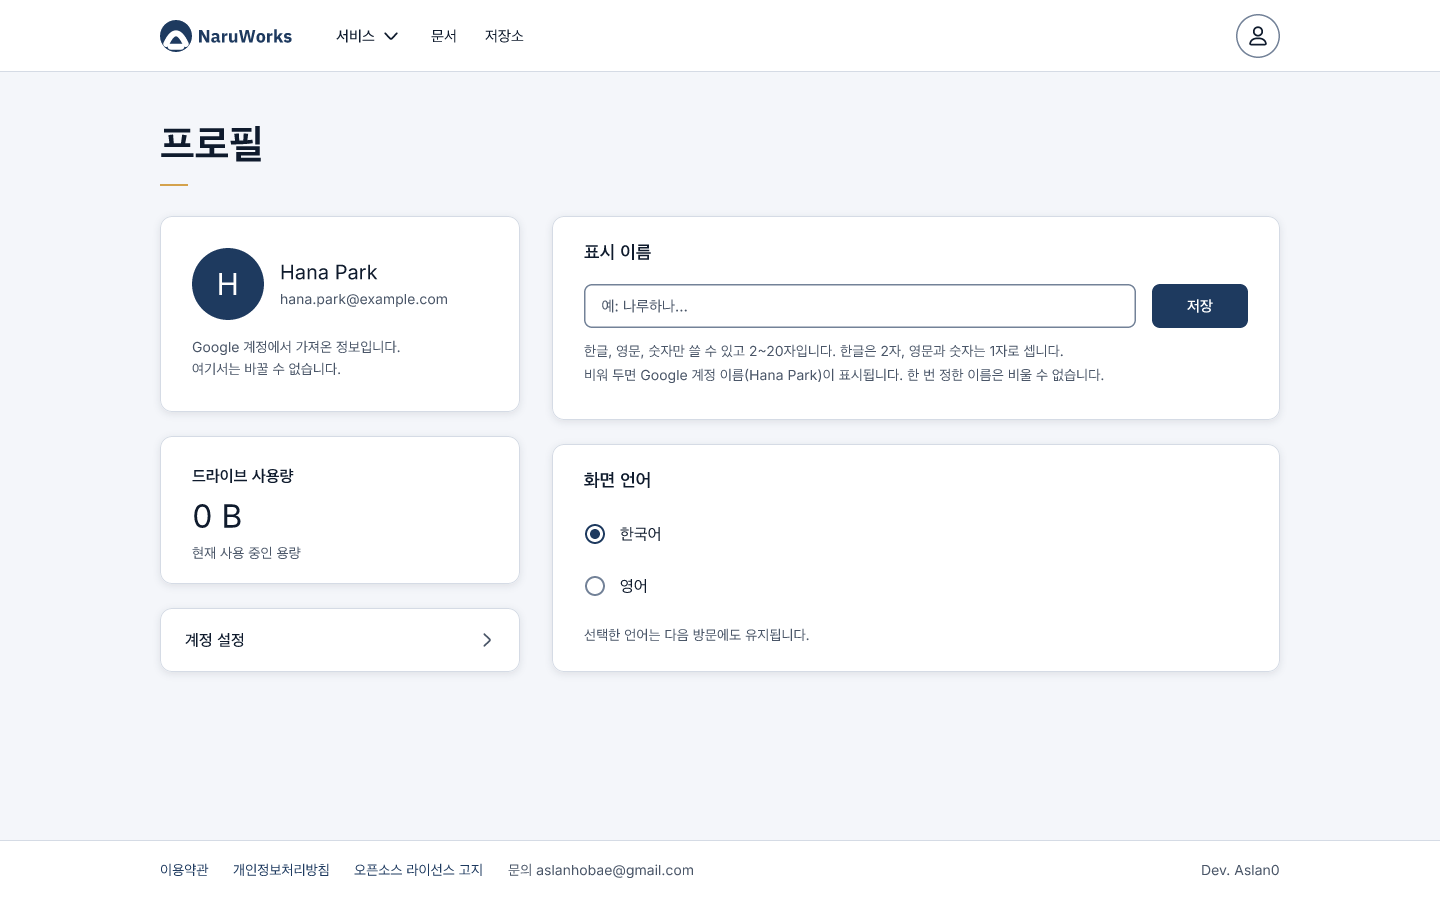 NaruWorks
서비스
문서
저장소
프로필
H
Hana Park
hana.park@example.com
Google 계정에서 가져온 정보입니다.
여기서는 바꿀 수 없습니다.
드라이브 사용량
0 B
현재 사용 중인 용량
계정 설정
표시 이름
예: 나루하나...
저장
한글, 영문, 숫자만 쓸 수 있고 2~20자입니다. 한글은 2자, 영문과 숫자는 1자로 셉니다.
비워 두면 Google 계정 이름(Hana Park)이 표시됩니다. 한 번 정한 이름은 비울 수 없습니다.
화면 언어
한국어
영어
선택한 언어는 다음 방문에도 유지됩니다.
이용약관
개인정보처리방침
오픈소스 라이선스 고지
문의 aslanhobae@gmail.com
Dev. Aslan0